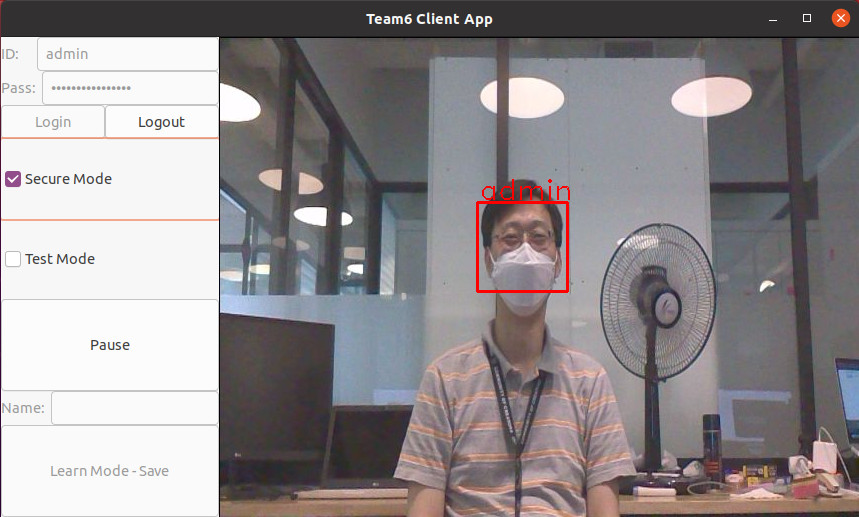 Team6 Client App
ID: admin
Pass: ••••••••••••••••
Login Logout
Secure Mode
Test Mode
Pause
Name:
Learn Mode - Save
admin